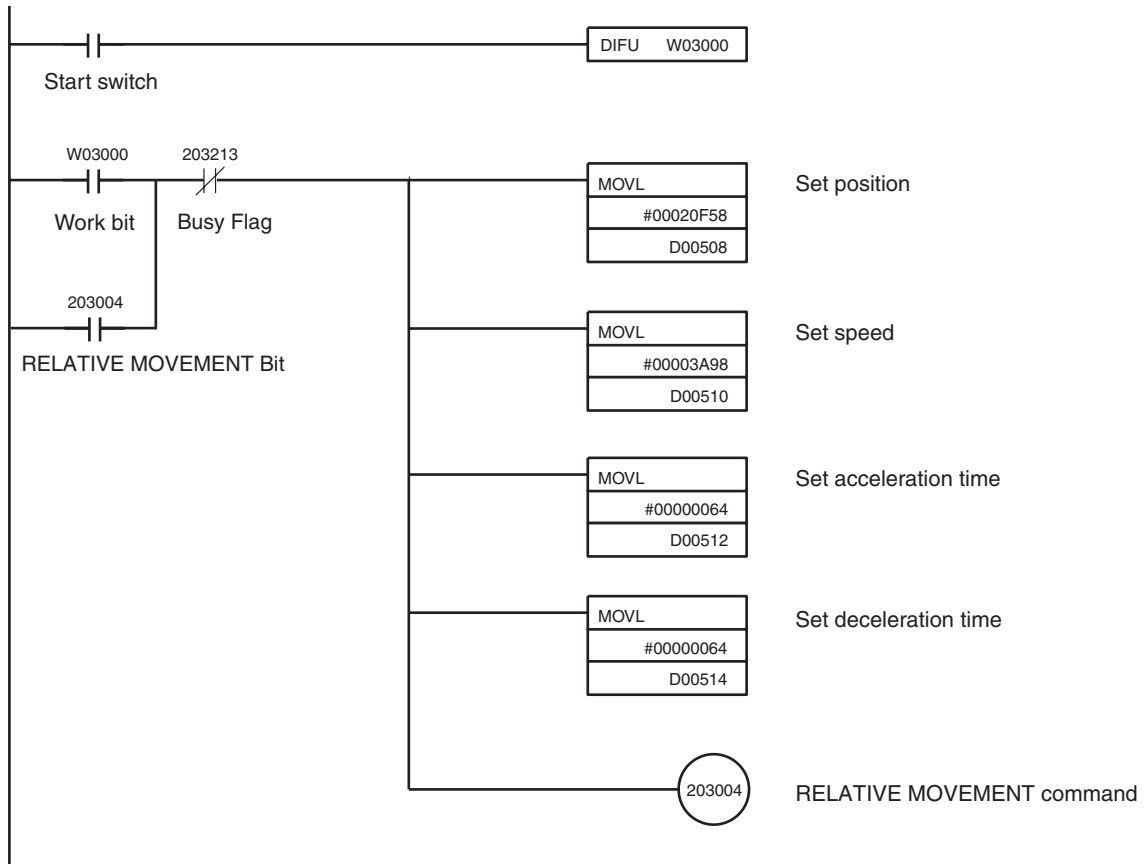 DIFU W03000
Start switch
W03000 203213
MOVL Set position
#00020F58
Work bit Busy Flag
D00508
203004
MOVL Set speed
RELATIVE MOVEMENT Bit
#00003A98
D00510
MOVL Set acceleration time
#00000064
D00512
MOVL Set deceleration time
#00000064
D00514
203004 RELATIVE MOVEMENT command